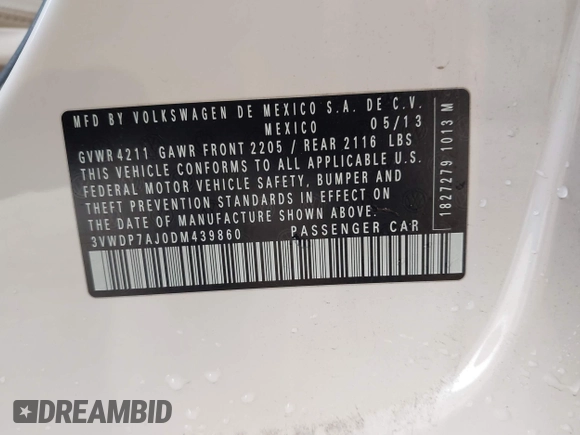 MFD BY VOLKSWAGEN DE MEXICO S.A. DE C.V.
MEXICO 05/13
GVWR 4211 GAWR FRONT 2205 / REAR 2116 LBS
THIS VEHICLE CONFORMS TO ALL APPLICABLE U.S.
FEDERAL MOTOR VEHICLE SAFETY, BUMPER AND
THEFT PREVENTION STANDARDS IN EFFECT ON
THE DATE OF MANUFACTURE SHOWN ABOVE.
3VWDP7AJ0DM439860 PASSENGER CAR
1827279 1013 M
DREAMBID